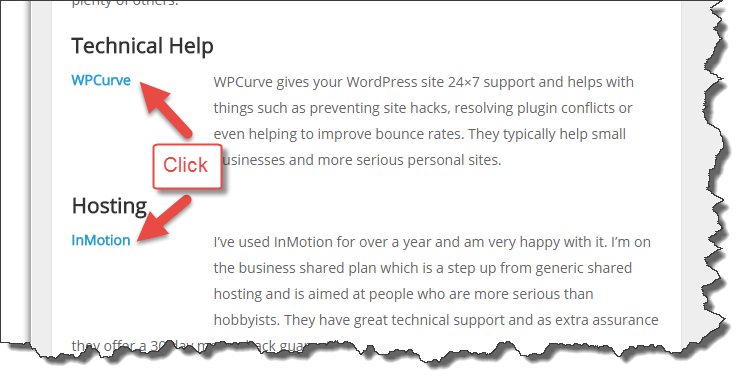 plenty of others.
Technical Help
WPCurve
WPCurve gives your WordPress site 24×7 support and helps with
things such as preventing site hacks, resolving plugin conflicts or
even helping to improve bounce rates. They typically help small
businesses and more serious personal sites.
Click
Hosting
InMotion
I’ve used InMotion for over a year and am very happy with it. I’m on
the business shared plan which is a step up from generic shared
hosting and is aimed at people who are more serious than
hobbyists. They have great technical support and as extra assurance
they offer a 30 day